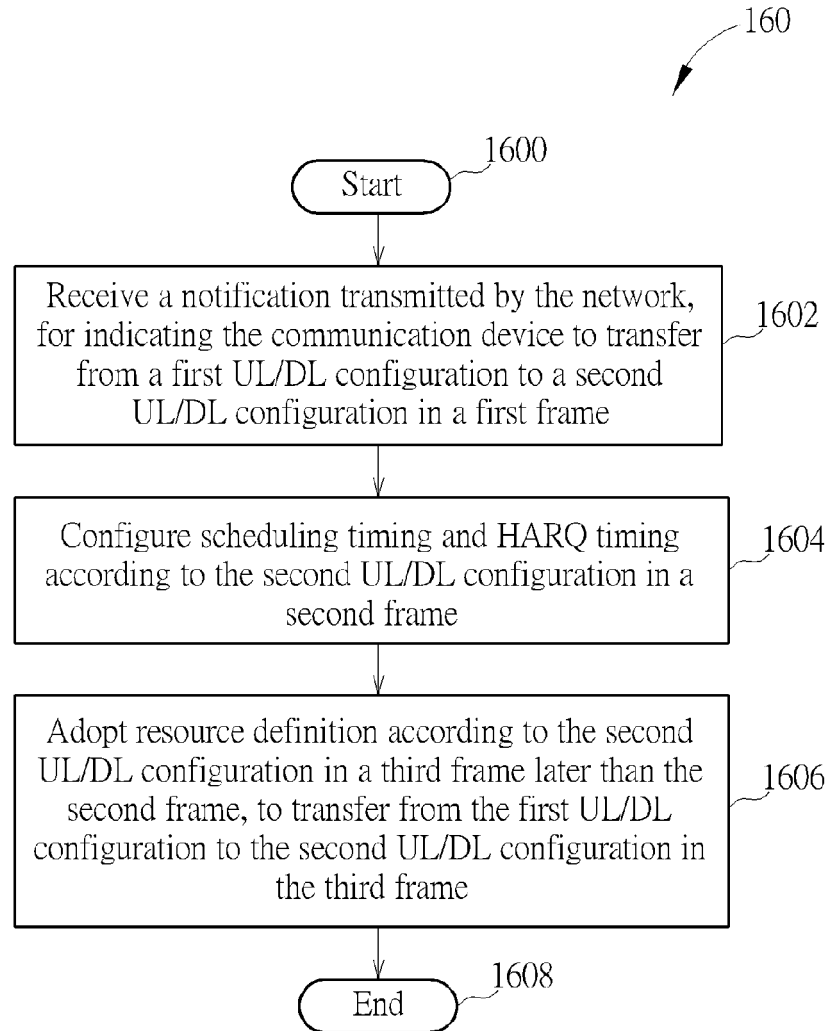 160
1600
Start
Receive a notification transmitted by the network,
for indicating the communication device to transfer
from a first UL/DL configuration to a second
UL/DL configuration in a first frame
1602
Configure scheduling timing and HARQ timing
according to the second UL/DL configuration in a
second frame
1604
Adopt resource definition according to the second
UL/DL configuration in a third frame later than the
second frame, to transfer from the first UL/DL
configuration to the second UL/DL configuration in
the third frame
1606
End
1608